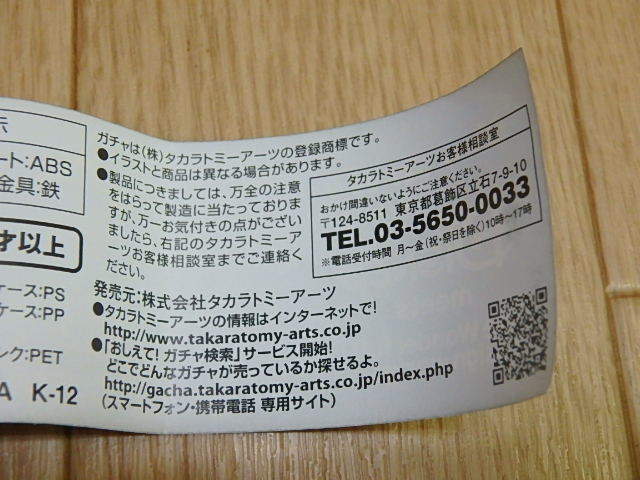 示
ート:ABS
金具:鉄
才以上
ケース:PS
ケース:PP
ンク:PET
A K-12
ガチャは(株)タカラトミーアーツの登録商標です。
●イラストと商品は異なる場合があります。
●製品につきましては、万全の注意
をはらって製造に当たっておりま
すが、万一お気付きの点がござい
ましたら、右記のタカラトミーア
ーツお客様相談室までご連絡く
ださい。
タカラトミーアーツお客様相談室
おかけ間違いないようにご注意ください。
〒124-8511 東京都葛飾区立石7-9-10
TEL.03-5650-0033
※電話受付時間 月〜金(祝・祭日を除く)10時〜17時
発売元:株式会社タカラトミーアーツ
●タカラトミーアーツの情報はインターネットで!
http://www.takaratomy-arts.co.jp
●「おしえて!ガチャ検索」サービス開始!
どこでどんなガチャが売っているか探せるよ。
http://gacha.takaratomy-arts.co.jp/index.php
(スマートフォン・携帯電話 専用サイト)